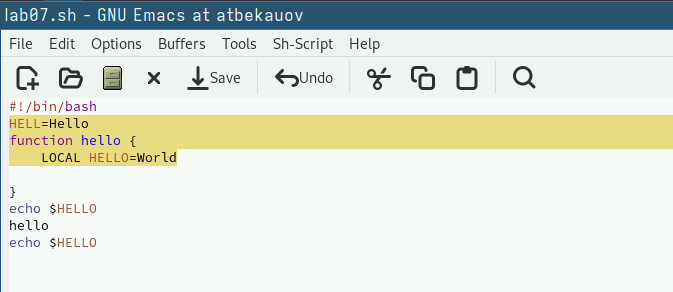 lab07.sh - GNU Emacs at atbekauov
File Edit Options Buffers Tools Sh-Script Help
Save Undo
#!/bin/bash
HELL=Hello
function hello {
    LOCAL HELLO=World
}
echo $HELLO
hello
echo $HELLO